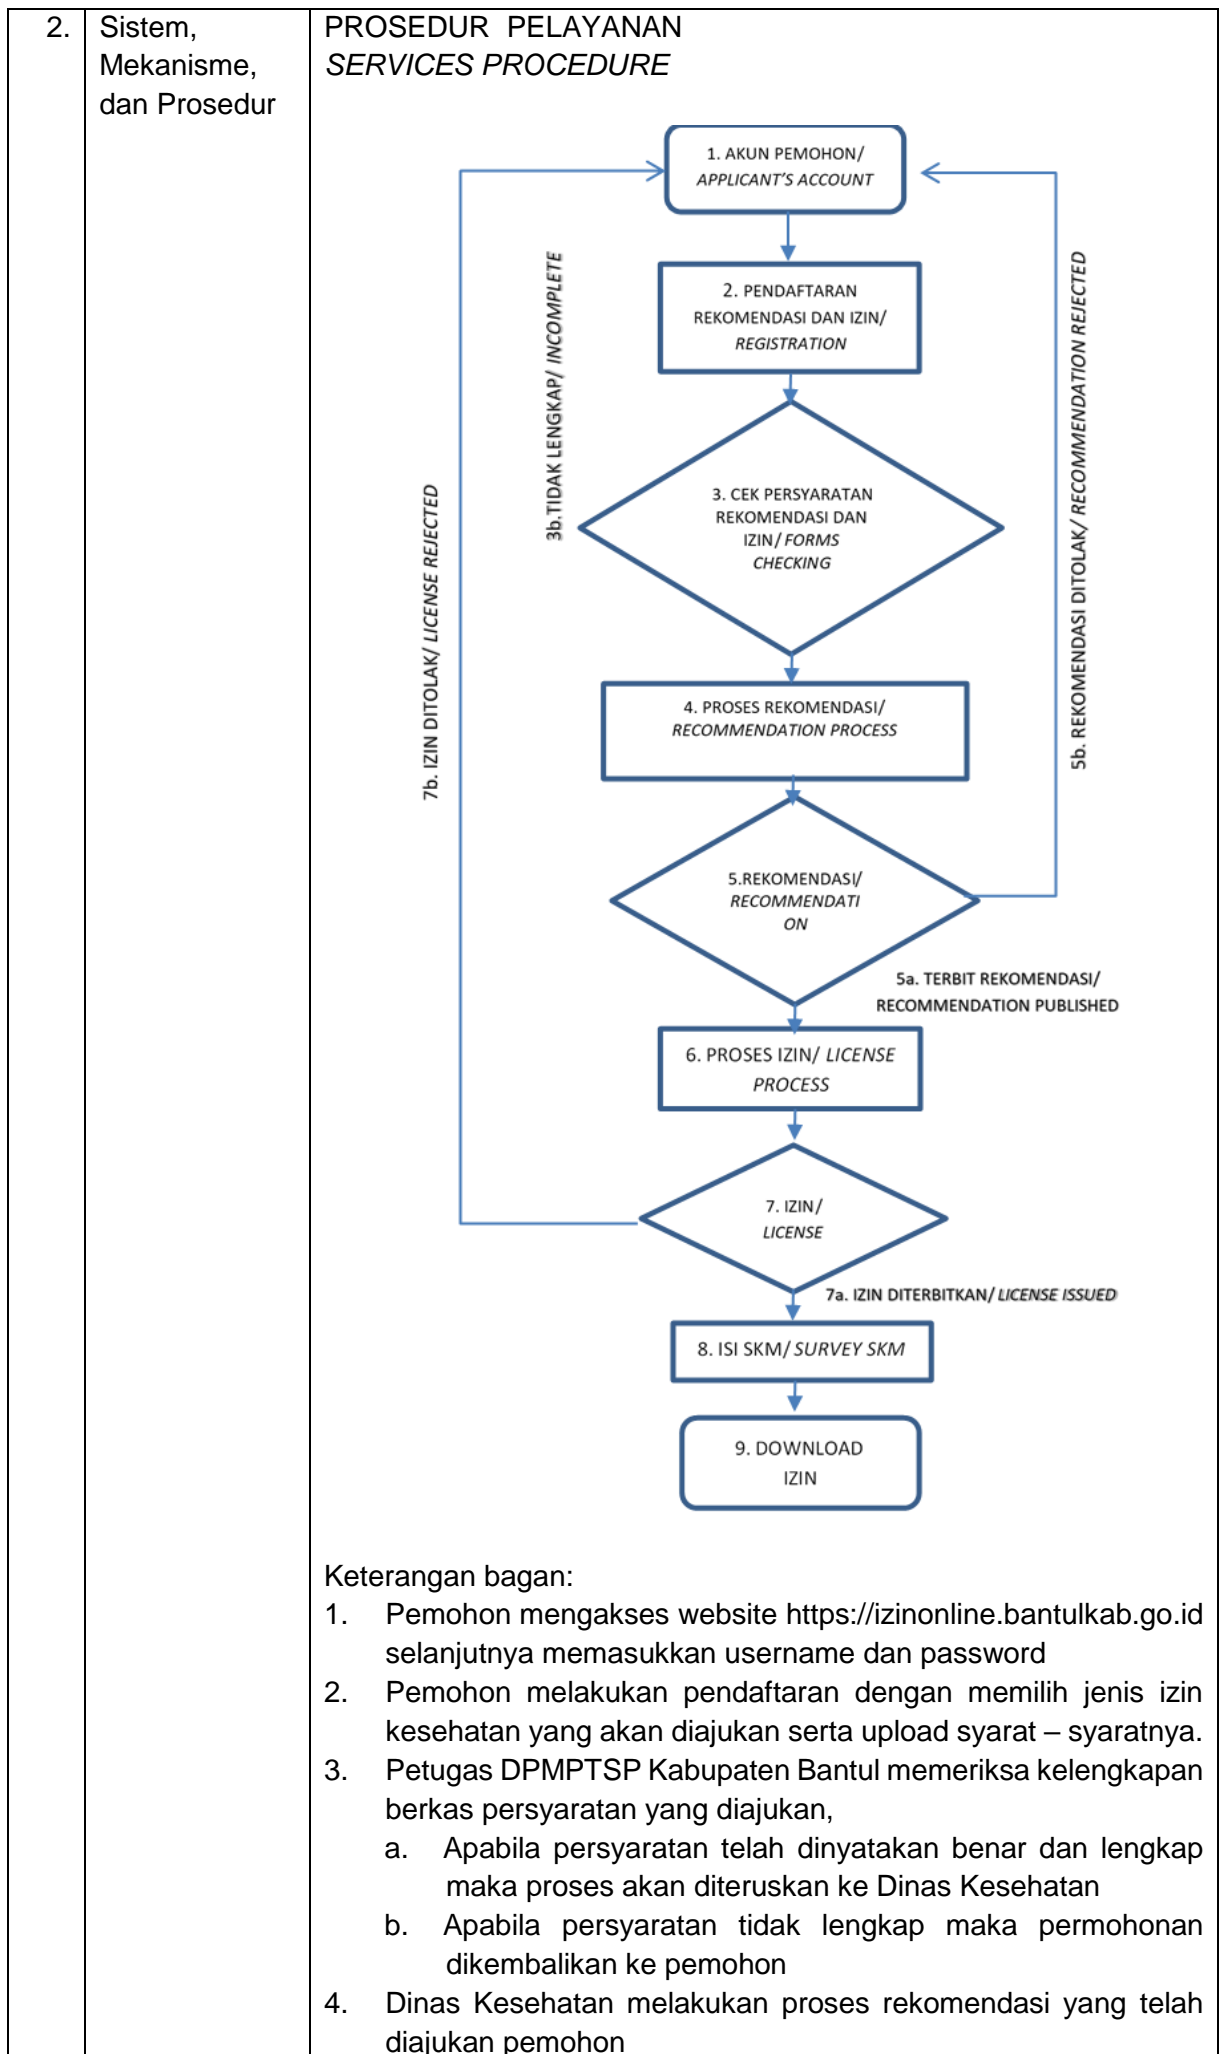 2. Sistem,
Mekanisme,
dan Prosedur
PROSEDUR PELAYANAN
SERVICES PROCEDURE
1. AKUN PEMOHON/
APPLICANT'S ACCOUNT
2. PENDAFTARAN
REKOMENDASI DAN IZIN/
REGISTRATION
3b.TIDAK LENGKAP/ INCOMPLETE
3. CEK PERSYARATAN
REKOMENDASI DAN
IZIN/ FORMS
CHECKING
5b. REKOMENDASI DITOLAK/ RECOMMENDATION REJECTED
7b. IZIN DITOLAK/ LICENSE REJECTED
4. PROSES REKOMENDASI/
RECOMMENDATION PROCESS
5.REKOMENDASI/
RECOMMENDATI
ON
5a. TERBIT REKOMENDASI/
RECOMMENDATION PUBLISHED
6. PROSES IZIN/ LICENSE
PROCESS
7. IZIN/
LICENSE
7a. IZIN DITERBITKAN/ LICENSE ISSUED
8. ISI SKM/ SURVEY SKM
9. DOWNLOAD
IZIN
Keterangan bagan:
1. Pemohon mengakses website https://izinonline.bantulkab.go.id
selanjutnya memasukkan username dan password
2. Pemohon melakukan pendaftaran dengan memilih jenis izin
kesehatan yang akan diajukan serta upload syarat – syaratnya.
3. Petugas DPMPTSP Kabupaten Bantul memeriksa kelengkapan
berkas persyaratan yang diajukan,
a. Apabila persyaratan telah dinyatakan benar dan lengkap
maka proses akan diteruskan ke Dinas Kesehatan
b. Apabila persyaratan tidak lengkap maka permohonan
dikembalikan ke pemohon
4. Dinas Kesehatan melakukan proses rekomendasi yang telah
diajukan pemohon